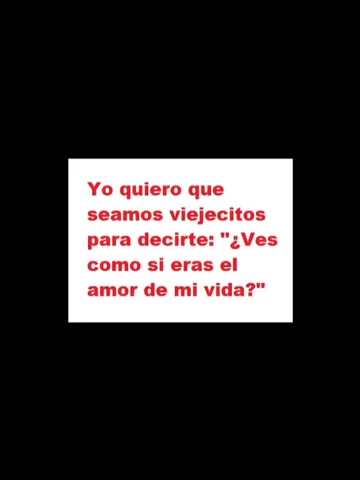 Yo quiero que
seamos viejecitos
para decirte: "¿Ves
como si eras el
amor de mi vida?"